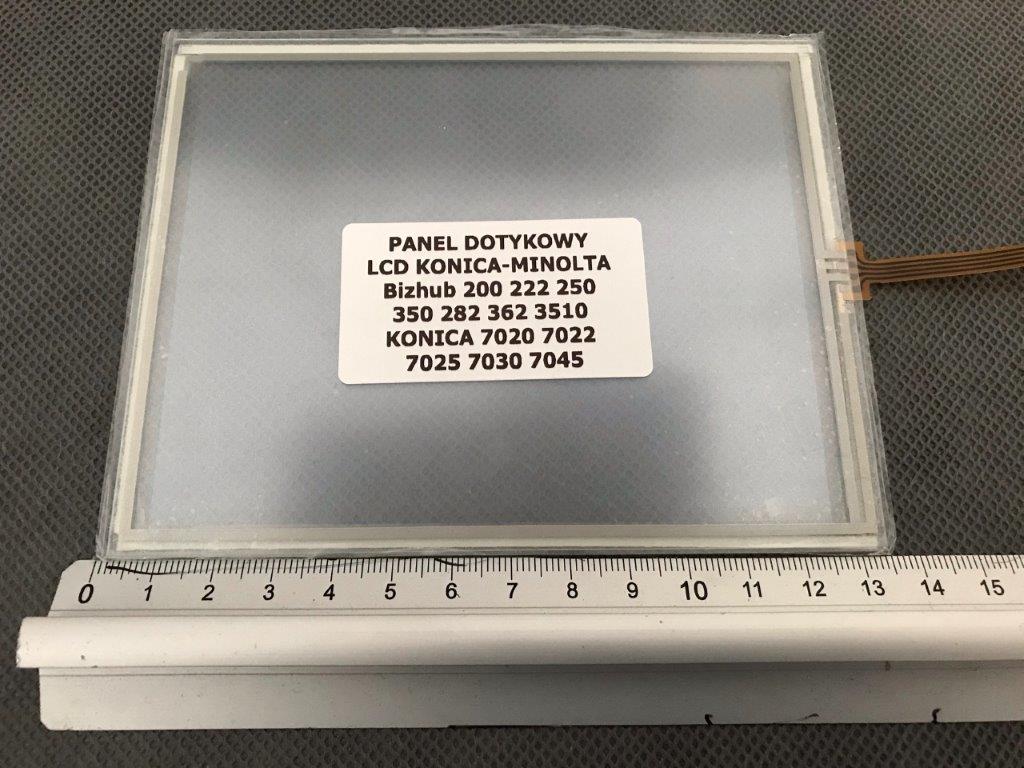 PANEL DOTYKOWY
LCD KONICA-MINOLTA
Bizhub 200 222 250
350 282 362 3510
KONICA 7020 7022
7025 7030 7045
0 1 2 3 4 5 6 7 8 9 10 11 12 13 14 15